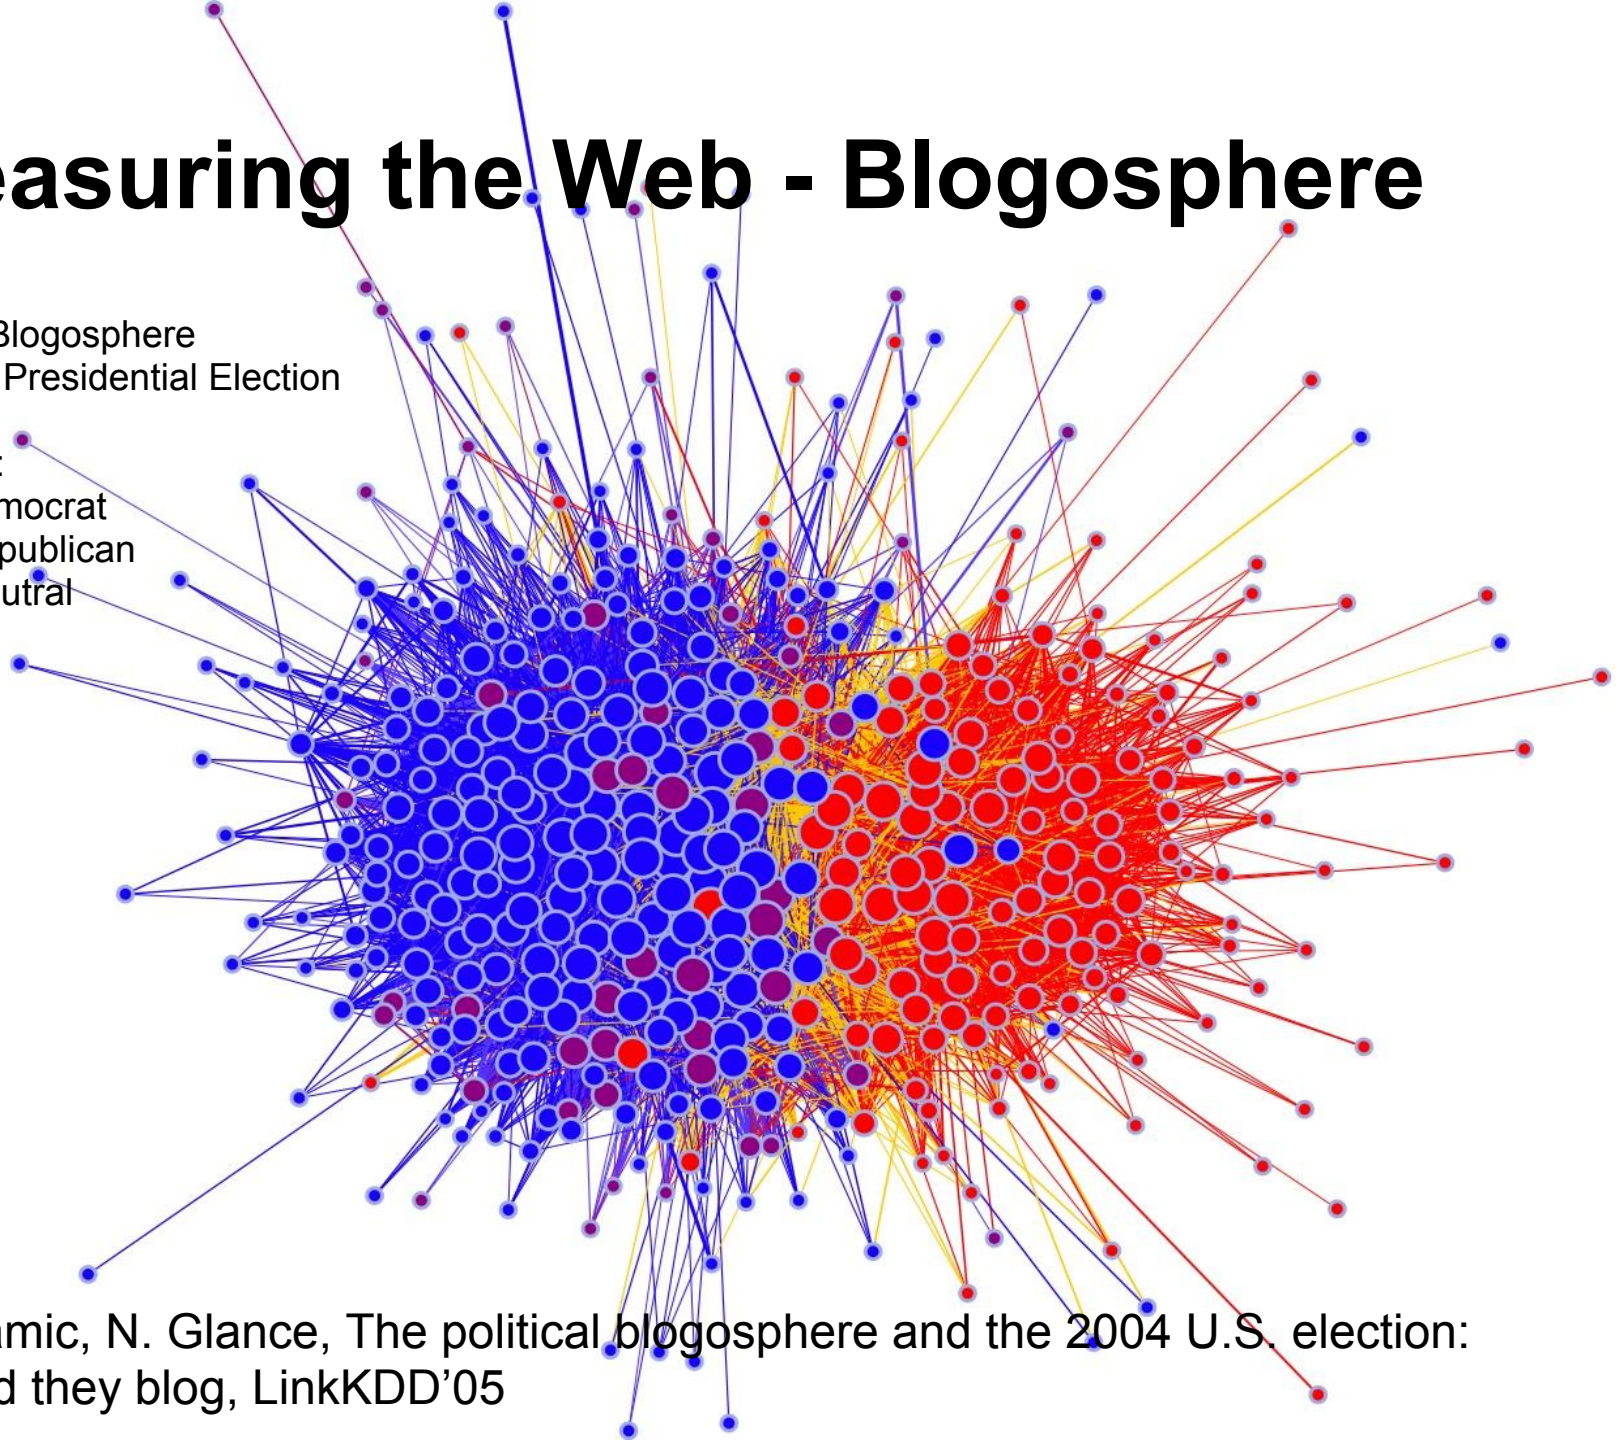 easuring the Web - Blogosphere
Blogosphere
Presidential Election
:
mocrat
publican
utral
amic, N. Glance, The political blogosphere and the 2004 U.S. election:
d they blog, LinkKDD’05